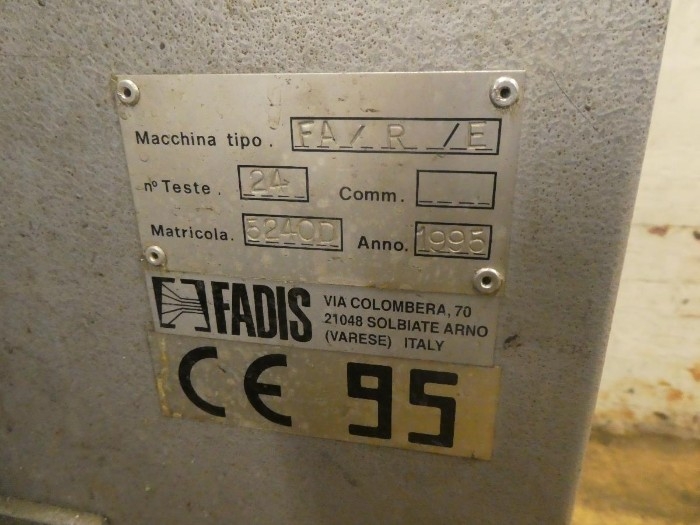 Macchina tipo. FA/R/E
n° Teste. 24 Comm.
Matricola. 5240D Anno. 1995
FADIS VIA COLOMBERA, 70
21048 SOLBIATE ARNO
(VARESE) ITALY
CE 95